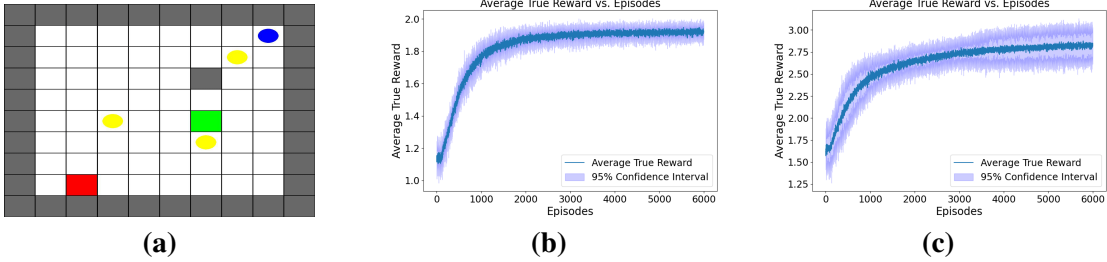 Average True Reward vs. Episodes
2.0
1.8
1.6
1.4
1.2
1.0
Average True Reward
Average True Reward
95% Confidence Interval
0 1000 2000 3000 4000 5000 6000
Episodes
Average True Reward vs. Episodes
3.00
2.75
2.50
2.25
2.00
1.75
1.50
1.25
Average True Reward
Average True Reward
95% Confidence Interval
0 1000 2000 3000 4000 5000 6000
Episodes
(a) (b) (c)